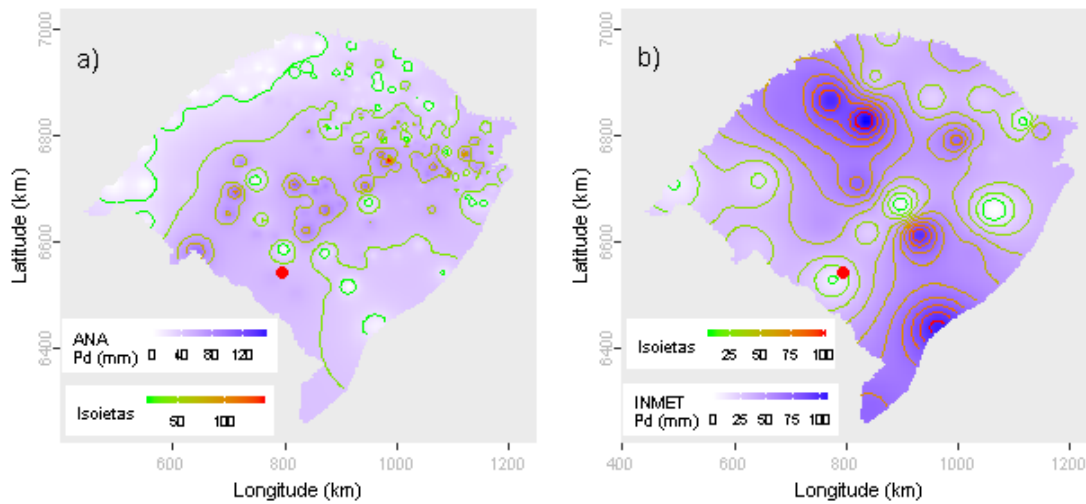 a)
7000
6800
6600
6400
Latitude (km)
ANA
Pd (mm)
0 40 80 120
Isoietas
50 100
600 800 1000 1200
Longitude (km)
b)
7000
6800
6600
6400
Latitude (km)
Isoietas
25 50 75 100
INMET
Pd (mm)
0 25 50 75 100
400 600 800 1000 1200
Longitude (km)